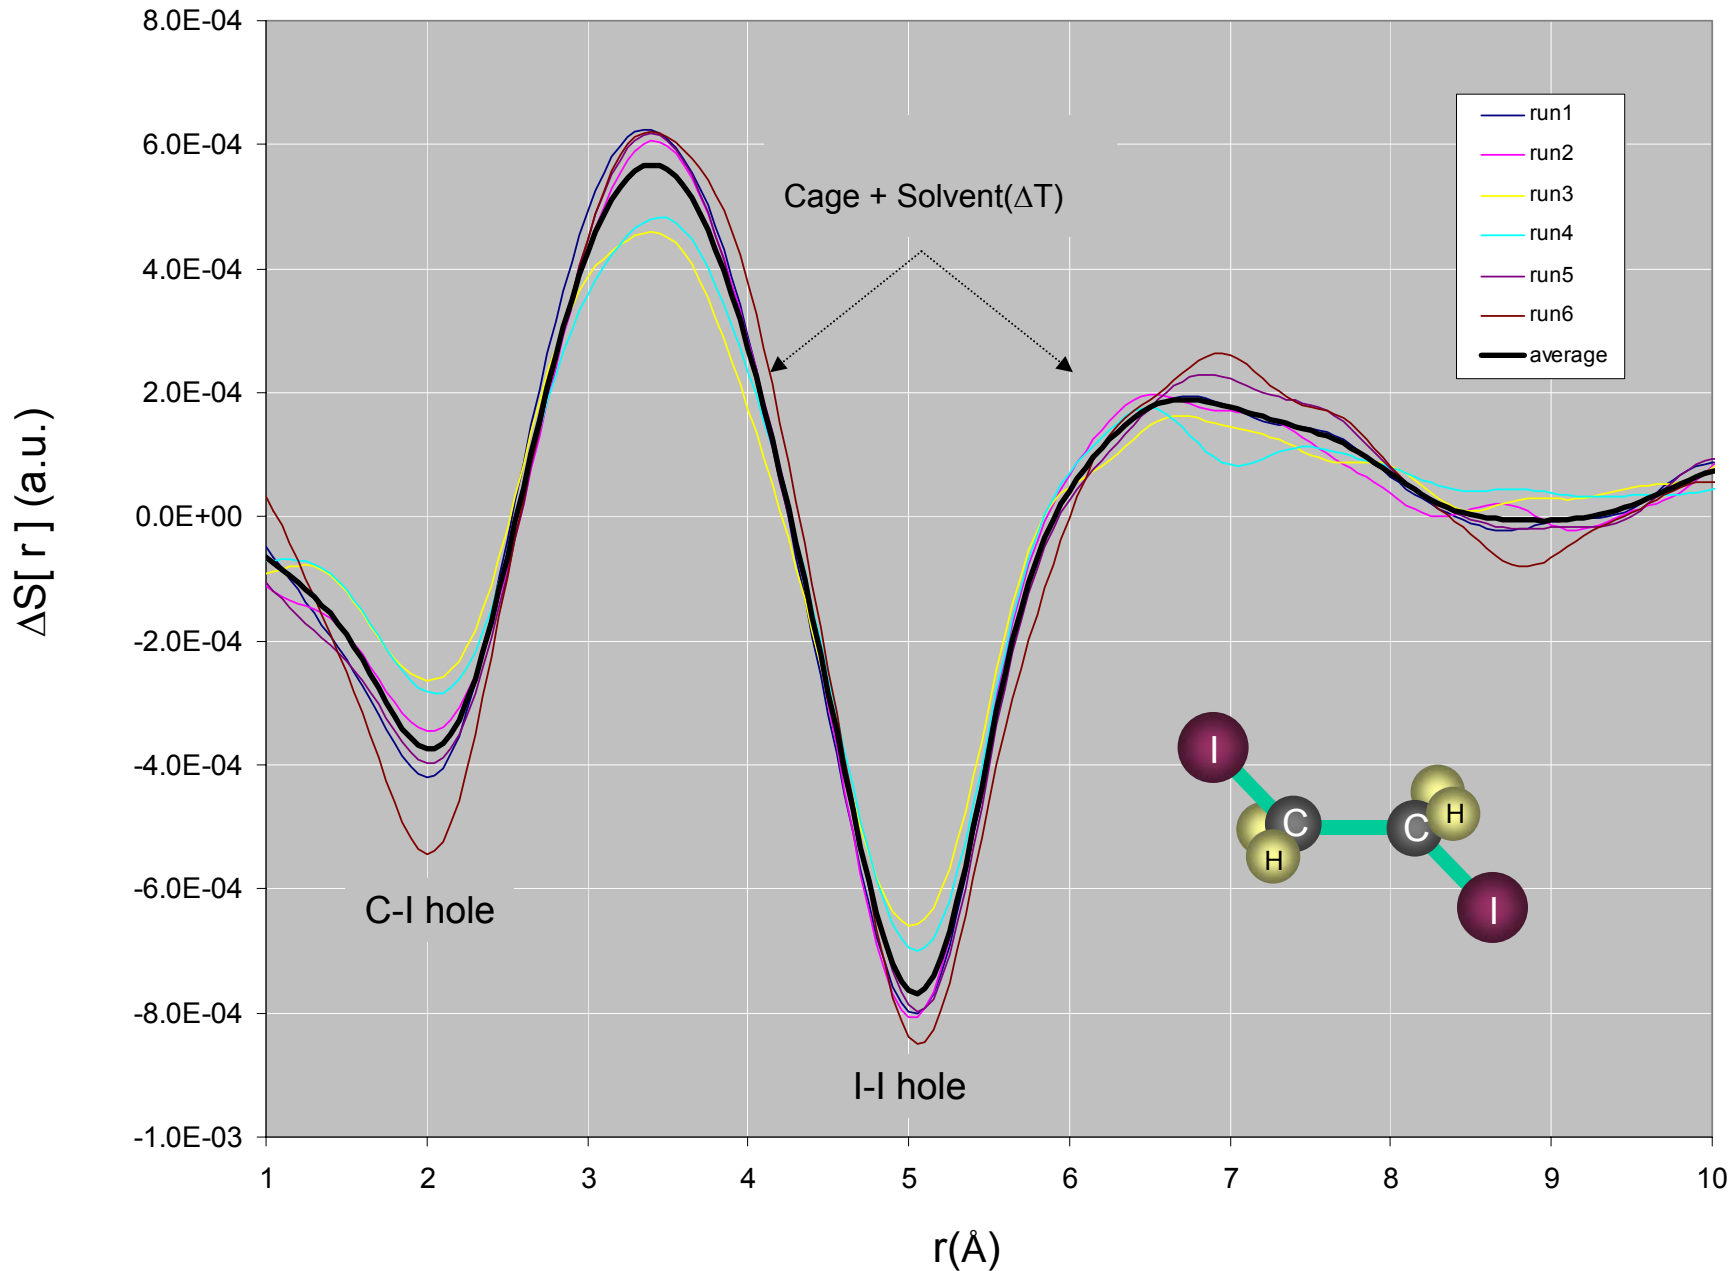 8.0E-04
6.0E-04
4.0E-04
2.0E-04
0.0E+00
-2.0E-04
-4.0E-04
-6.0E-04
-8.0E-04
-1.0E-03
ΔS[ r ] (a.u.)
Cage + Solvent(ΔT)
run1
run2
run3
run4
run5
run6
average
C-I hole
I-I hole
I
C
C
H
H
I
1 2 3 4 5 6 7 8 9 10
r(Å)